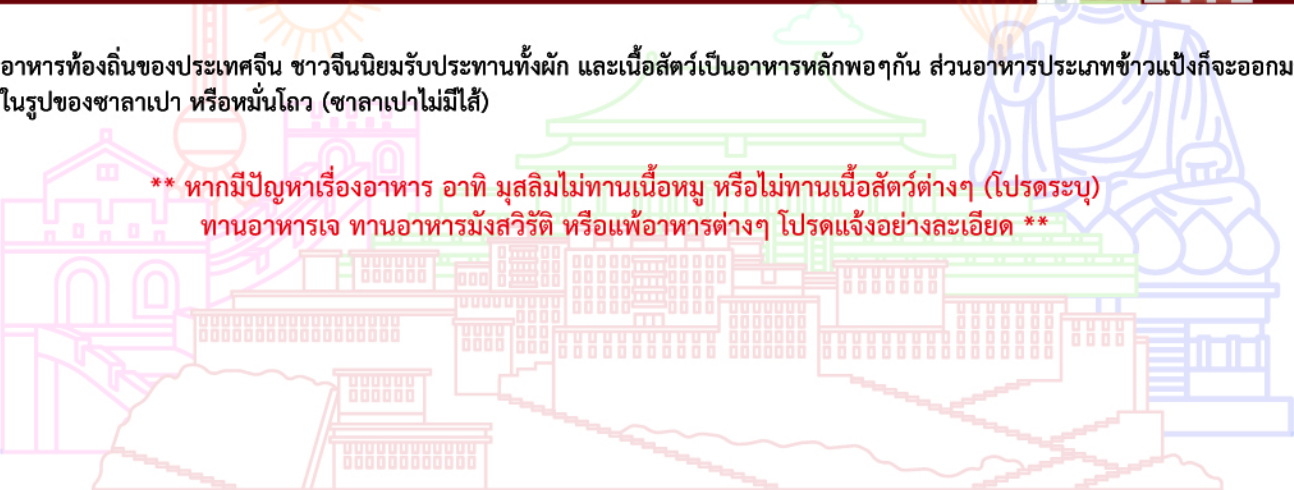 อาหารท้องถิ่นของประเทศจีน ชาวจีนนิยมรับประทานทั้งผัก และเนื้อสัตว์เป็นอาหารหลักพอๆกัน ส่วนอาหารประเภทข้าวแป้งก็จะออกม
ในรูปของซาลาเปา หรือหมั่นโถว (ซาลาเปาไม่มีไส้)
** หากมีปัญหาเรื่องอาหาร อาทิ มุสลิมไม่ทานเนื้อหมู หรือไม่ทานเนื้อสัตว์ต่างๆ (โปรดระบุ)
ทานอาหารเจ ทานอาหารมังสวิรัติ หรือแพ้อาหารต่างๆ โปรดแจ้งอย่างละเอียด **